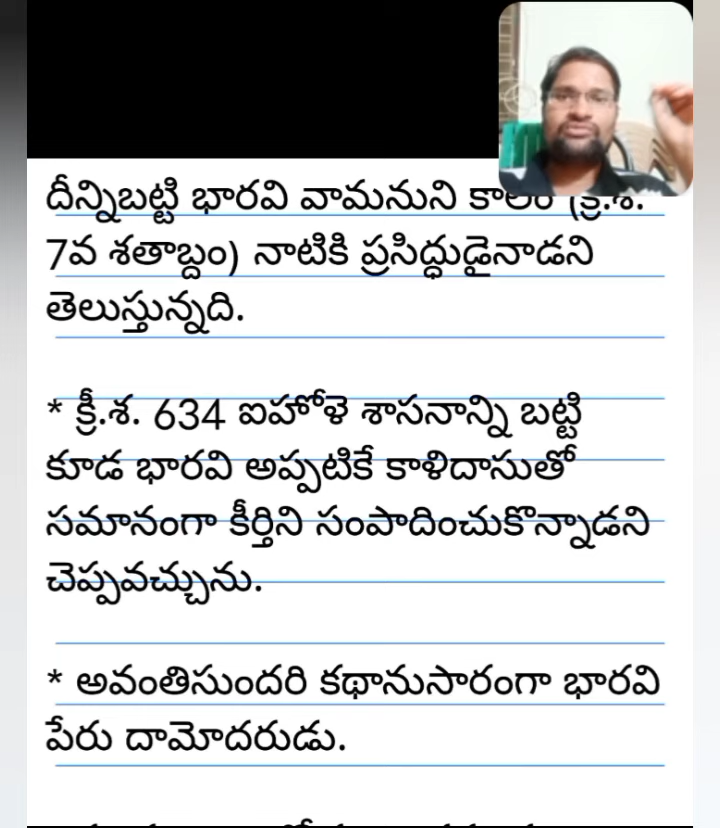 దీన్నిబట్టి భారవి వామనుని కాలం (క్రీ.శ.
7వ శతాబ్దం) నాటికి ప్రసిద్ధుడైనాడని
తెలుస్తున్నది.
* క్రీ.శ. 634 ఐహోళె శాసనాన్ని బట్టి
కూడ భారవి అప్పటికే కాళిదాసుతో
సమానంగా కీర్తిని సంపాదించుకొన్నాడని
చెప్పవచ్చును.
* అవంతిసుందరి కథానుసారంగా భారవి
పేరు దామోదరుడు.